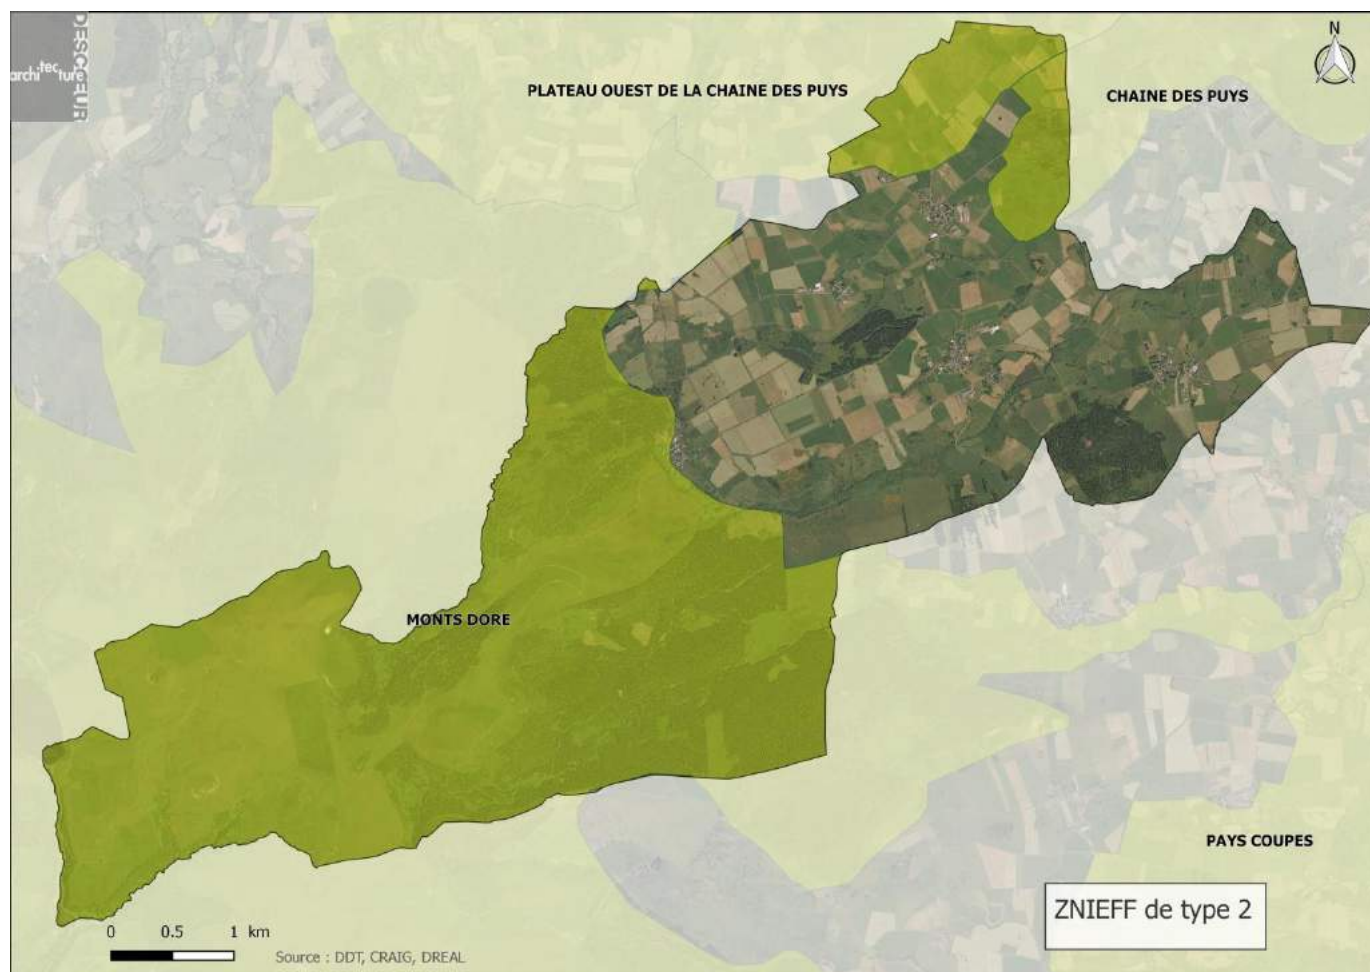 DESCŒUR
archi tec ture
N
PLATEAU OUEST DE LA CHAINE DES PUYS
CHAINE DES PUYS
MONTS DORE
PAYS COUPES
ZNIEFF de type 2
0 0.5 1 km
Source : DDT, CRAIG, DREAL